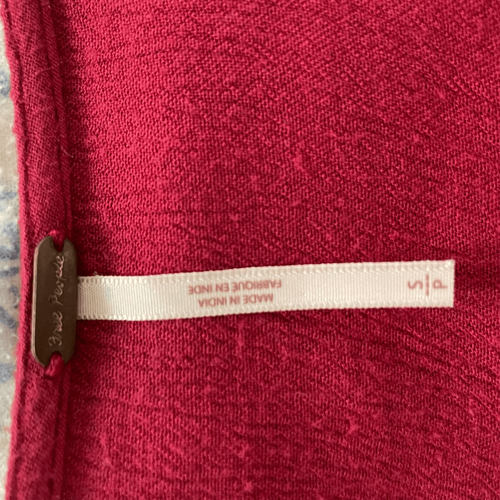 Free People
MADE IN INDIA
FABRIQUE EN INDE
S
P